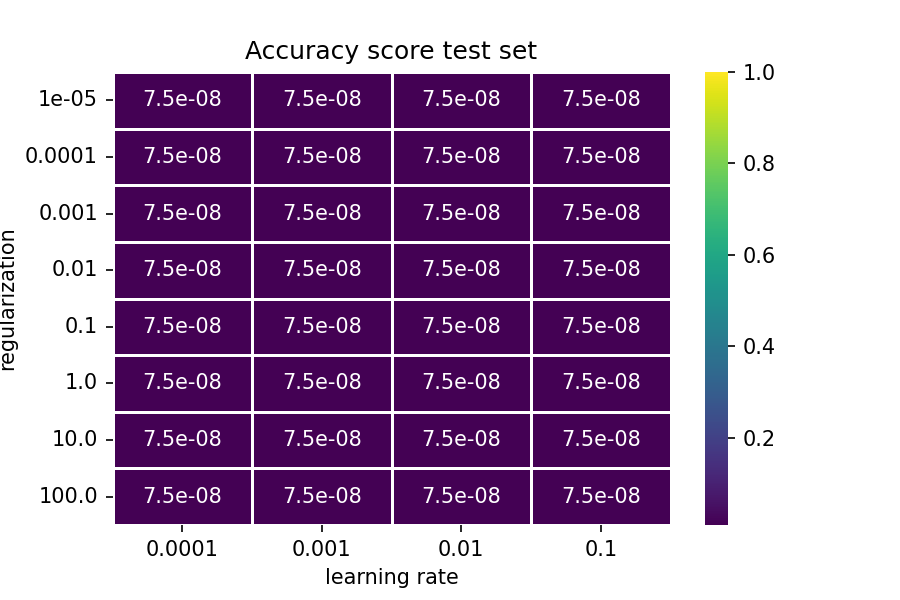 Accuracy score test set
1e-05 7.5e-08 7.5e-08 7.5e-08 7.5e-08
0.0001 7.5e-08 7.5e-08 7.5e-08 7.5e-08
0.001 7.5e-08 7.5e-08 7.5e-08 7.5e-08
0.01 7.5e-08 7.5e-08 7.5e-08 7.5e-08
0.1 7.5e-08 7.5e-08 7.5e-08 7.5e-08
1.0 7.5e-08 7.5e-08 7.5e-08 7.5e-08
10.0 7.5e-08 7.5e-08 7.5e-08 7.5e-08
100.0 7.5e-08 7.5e-08 7.5e-08 7.5e-08
0.0001 0.001 0.01 0.1
learning rate
regularization
1.0
0.8
0.6
0.4
0.2